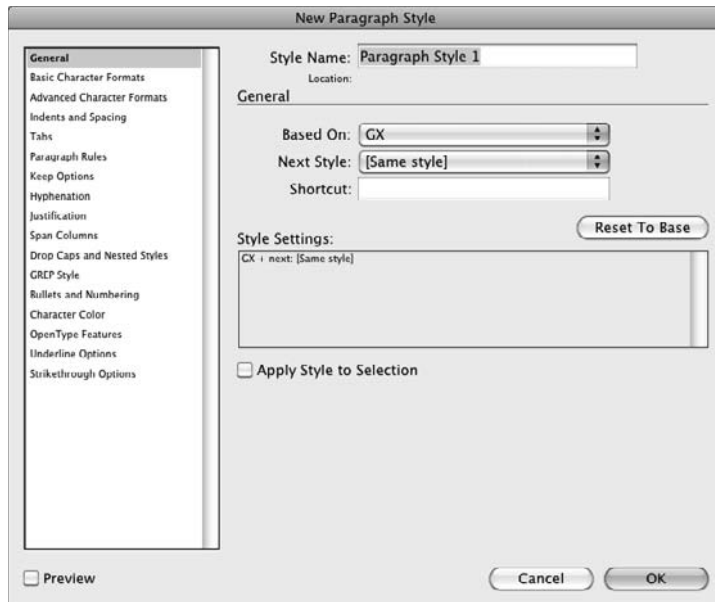 New Paragraph Style
General
Basic Character Formats
Advanced Character Formats
Indents and Spacing
Tabs
Paragraph Rules
Keep Options
Hyphenation
Justification
Span Columns
Drop Caps and Nested Styles
GREP Style
Bullets and Numbering
Character Color
OpenType Features
Underline Options
Strikethrough Options
Style Name: Paragraph Style 1
Location:
General
Based On: GX
Next Style: [Same style]
Shortcut:
Reset To Base
Style Settings:
GX + next: [Same style]
Apply Style to Selection
Preview
Cancel
OK